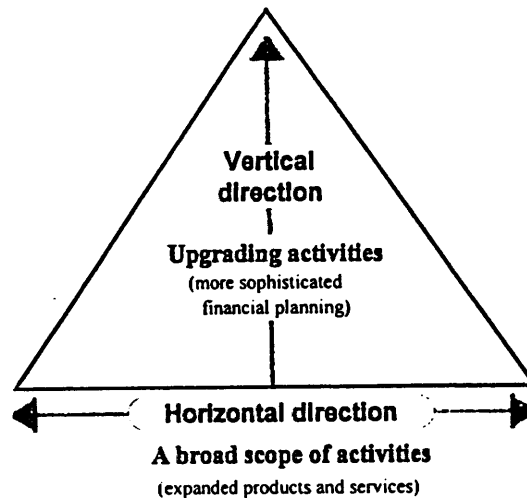 Vertical
direction
Upgrading activities
(more sophisticated
financial planning)
Horizontal direction
A broad scope of activities
(expanded products and services)